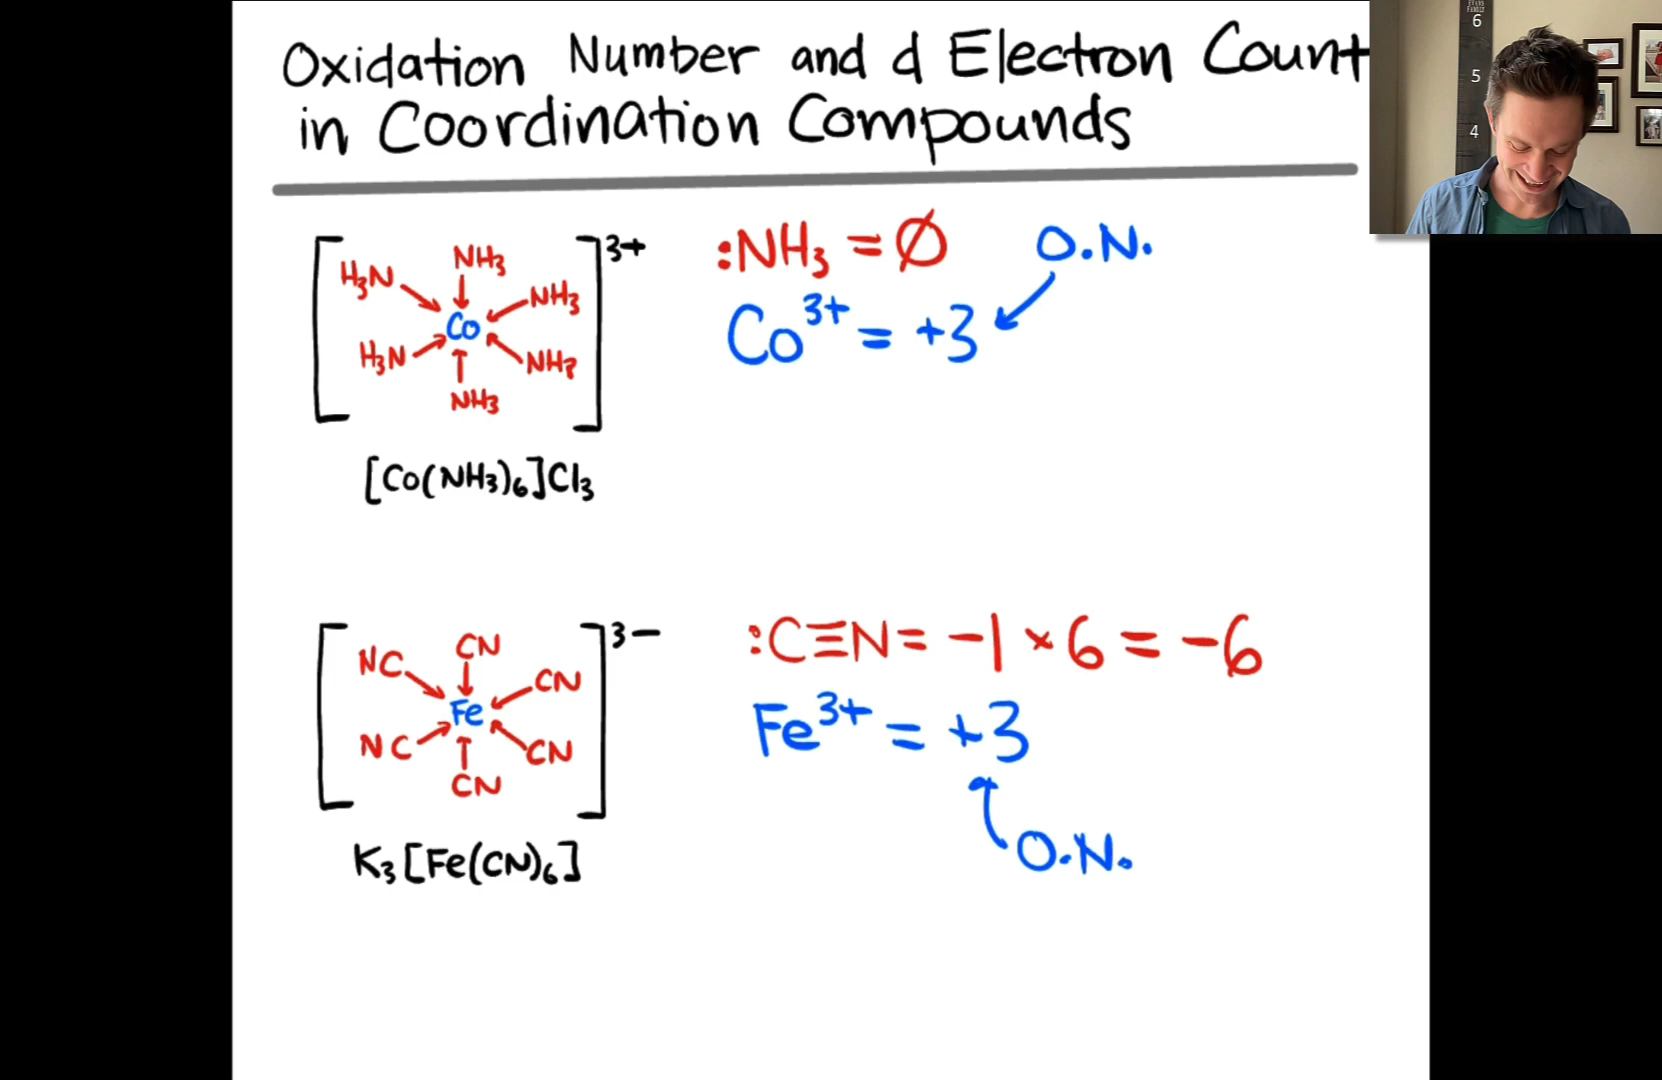 Oxidation Number and d Electron Count
in Coordination Compounds
[ ]3+
H3N NH3 NH3
Co
H3N NH3 NH3
[Co(NH3)6]Cl3
:NH3 = Ø
O.N.
Co3+ = +3
[ ]3-
NC CN CN
Fe
NC CN CN
K3[Fe(CN)6]
:C≡N = -1 × 6 = -6
Fe3+ = +3
O.N.
6
5
4